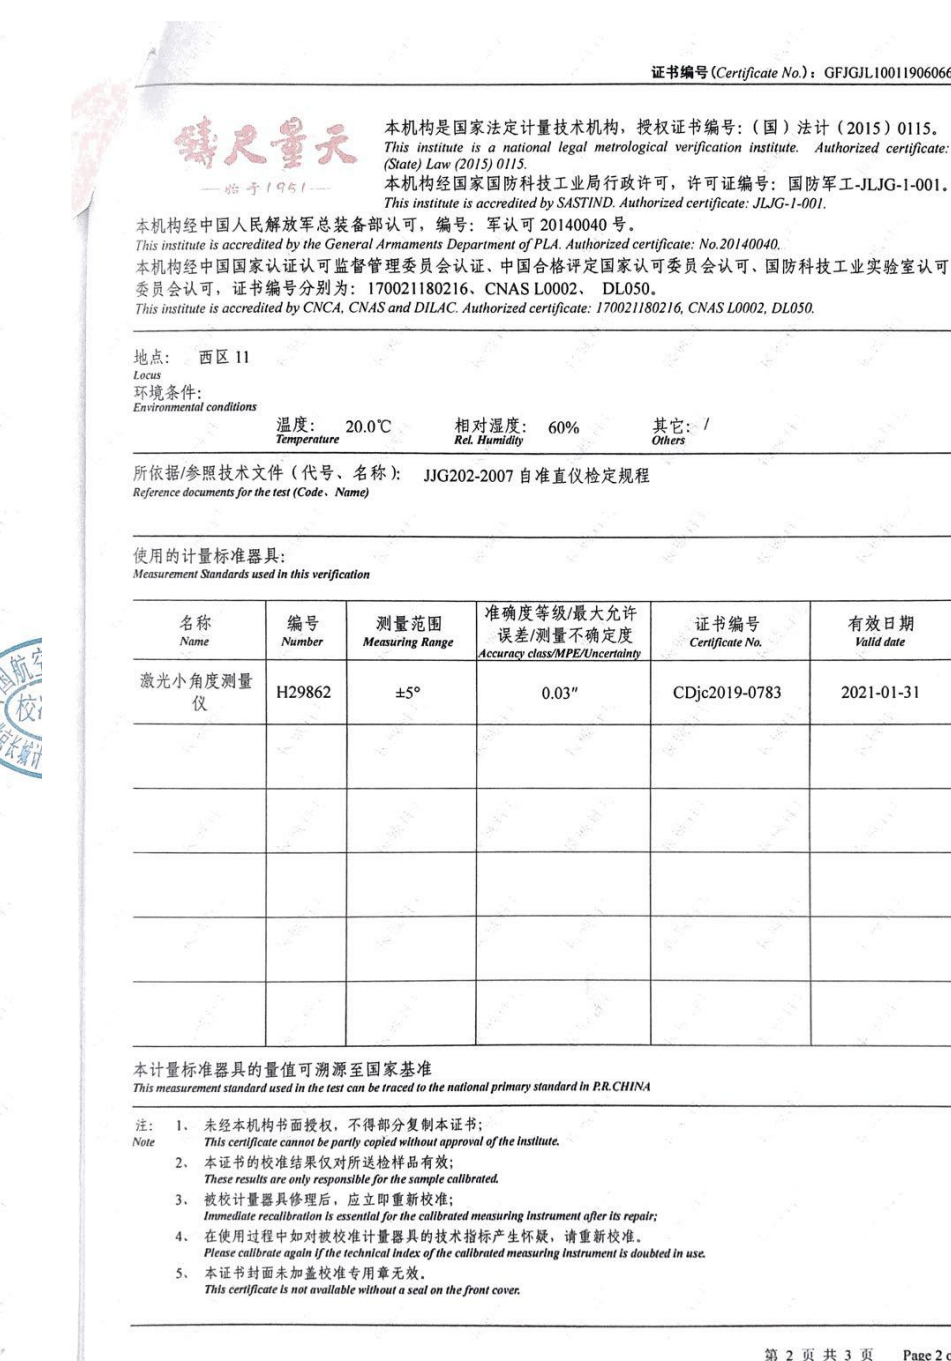 证书编号(Certificate No.)：GFJGJL1001190606
鑄尺量天
始于1951
本机构是国家法定计量技术机构，授权证书编号：(国)法计(2015)0115。
This institute is a national legal metrological verification institute. Authorized certificate:
(State) Law (2015) 0115.
本机构经国家国防科技工业局行政许可，许可证编号：国防军工-JLJG-1-001。
This institute is accredited by SASTIND. Authorized certificate: JLJG-1-001.
本机构经中国人民解放军总装备部认可，编号：军认可 20140040 号。
This institute is accredited by the General Armaments Department of PLA. Authorized certificate: No.20140040.
本机构经中国国家认证认可监督管理委员会认证、中国合格评定国家认可委员会认可、国防科技工业实验室认可
委员会认可，证书编号分别为：170021180216、CNAS L0002、 DL050。
This institute is accredited by CNCA, CNAS and DILAC. Authorized certificate: 170021180216, CNAS L0002, DL050.
地点： 西区 11
Locus
环境条件：
Environmental conditions
温度： 20.0℃ 相对湿度： 60% 其它： /
Temperature Rel. Humidity Others
所依据/参照技术文件（代号、名称）： JJG202-2007 自准直仪检定规程
Reference documents for the test (Code、Name)
使用的计量标准器具：
Measurement Standards used in this verification
名称 编号 测量范围 准确度等级/最大允许误差/测量不确定度 证书编号 有效日期
Name Number Measuring Range Accuracy class/MPE/Uncertainty Certificate No. Valid date
激光小角度测量仪 H29862 ±5° 0.03″ CDjc2019-0783 2021-01-31
本计量标准器具的量值可溯源至国家基准
This measurement standard used in the test can be traced to the national primary standard in P.R.CHINA
注： 1、 未经本机构书面授权，不得部分复制本证书；
Note This certificate cannot be partly copied without approval of the institute.
2、 本证书的校准结果仅对所送检样品有效；
These results are only responsible for the sample calibrated.
3、 被校计量器具修理后，应立即重新校准；
Immediate recalibration is essential for the calibrated measuring instrument after its repair;
4、 在使用过程中如对被校准计量器具的技术指标产生怀疑，请重新校准。
Please calibrate again if the technical index of the calibrated measuring instrument is doubted in use.
5、 本证书封面未加盖校准专用章无效。
This certificate is not available without a seal on the front cover.
第 2 页 共 3 页 Page 2